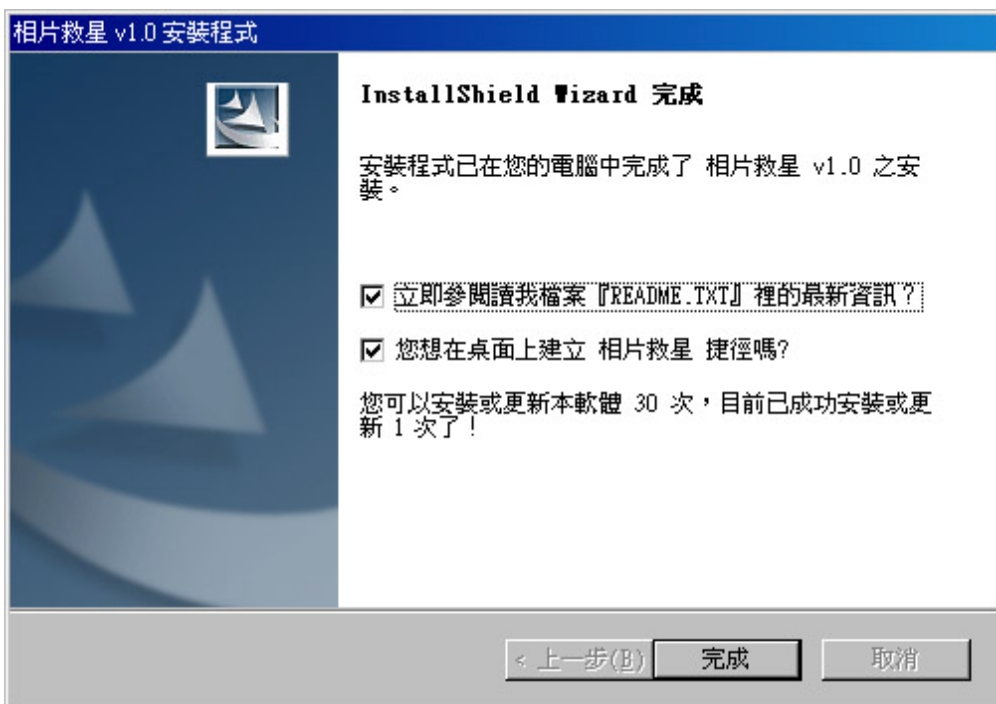 相片救星 v1.0 安裝程式
InstallShield Wizard 完成
安裝程式已在您的電腦中完成了 相片救星 v1.0 之安
裝。
立即參閱讀我檔案『README.TXT』裡的最新資訊？
您想在桌面上建立 相片救星 捷徑嗎?
您可以安裝或更新本軟體 30 次，目前已成功安裝或更
新 1 次了！
< 上一步(B) 完成 取消